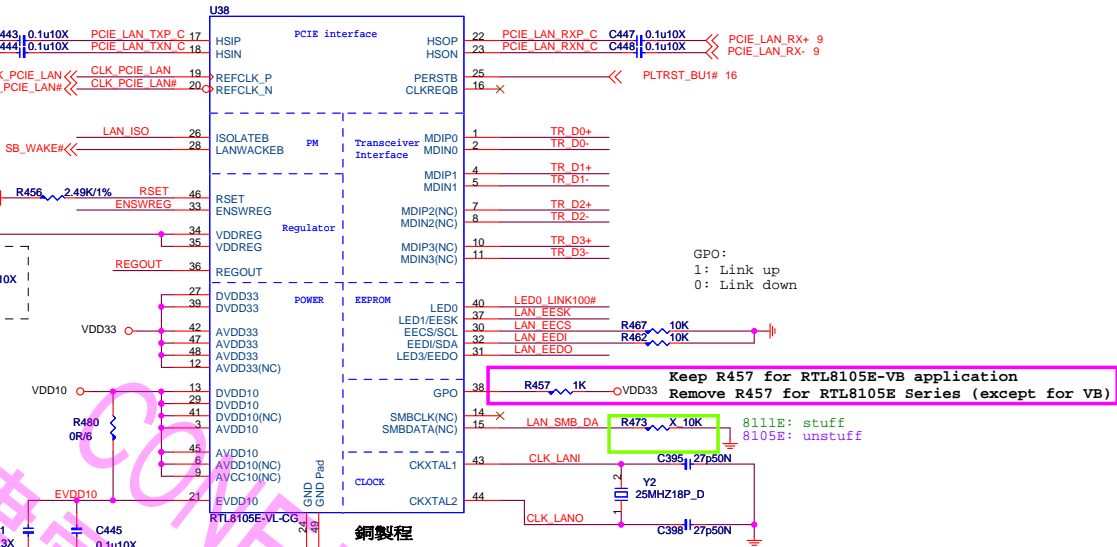 U38
PCIE interface
443 0.1u10X PCIE_LAN_TXP_C 17 HSIP
444 0.1u10X PCIE_LAN_TXN_C 18 HSIN
HSOP 22 PCIE_LAN_RXP_C C447 0.1u10X PCIE_LAN_RX+ 9
HSON 23 PCIE_LAN_RXN_C C448 0.1u10X PCIE_LAN_RX- 9
K_PCIE_LAN CLK_PCIE_LAN 19 REFCLK_P
PCIE_LAN# CLK_PCIE_LAN# 20 REFCLK_N
PERSTB 25 PLTRST_BU1# 16
CLKREQB 16
LAN_ISO 26 ISOLATEB
SB_WAKE# 28 LANWACKEB
PM
Transceiver
Interface
MDIP0 1 TR_D0+
MDIN0 2 TR_D0-
MDIP1 4 TR_D1+
MDIN1 5 TR_D1-
R456 2.49K/1% RSET 46 RSET
ENSWREG 33 ENSWREG
MDIP2(NC) 7 TR_D2+
MDIN2(NC) 8 TR_D2-
Regulator
34 VDDREG
35 VDDREG
MDIP3(NC) 10 TR_D3+
MDIN3(NC) 11 TR_D3-
REGOUT 36 REGOUT
10X
GPO:
1: Link up
0: Link down
POWER
EEPROM
27 DVDD33
39 DVDD33
VDD33
42 AVDD33
47 AVDD33
48 AVDD33
12 AVDD33(NC)
LED0 40 LED0_LINK100#
LED1/EESK 37 LAN_EESK
EECS/SCL 30 LAN_EECS R467 10K
EEDI/SDA 32 LAN_EEDI R462 10K
LED3/EEDO 31 LAN_EEDO
VDD10
13 DVDD10
29 DVDD10
41 DVDD10(NC)
3 AVDD10
R480
0R/6
45 AVDD10
6 AVDD10(NC)
9 AVCC10(NC)
EVDD10 21 EVDD10
GPO 38 R457 1K VDD33
Keep R457 for RTL8105E-VB application
Remove R457 for RTL8105E Series (except for VB)
SMBCLK(NC) 14
SMBDATA(NC) 15 LAN_SMB_DA R473 X_10K
8111E: stuff
8105E: unstuff
CLOCK
CKXTAL1 43 CLK_LANI C395 27p50N
2
Y2
25MHZ18P_D
1
CKXTAL2 44 CLK_LANO C398 27p50N
GND
GND Pad
24
49
RTL8105E-VL-CG
銅製程
1
3X
C445
0.1u10X
CONF